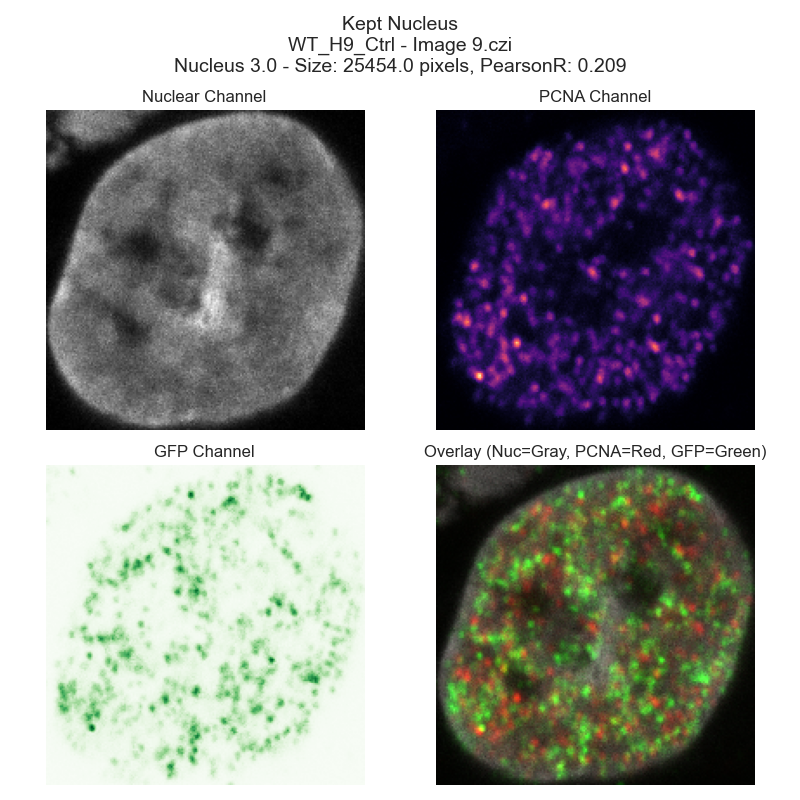 Kept Nucleus
WT_H9_Ctrl - Image 9.czi
Nucleus 3.0 - Size: 25454.0 pixels, PearsonR: 0.209
Nuclear Channel
PCNA Channel
GFP Channel
Overlay (Nuc=Gray, PCNA=Red, GFP=Green)